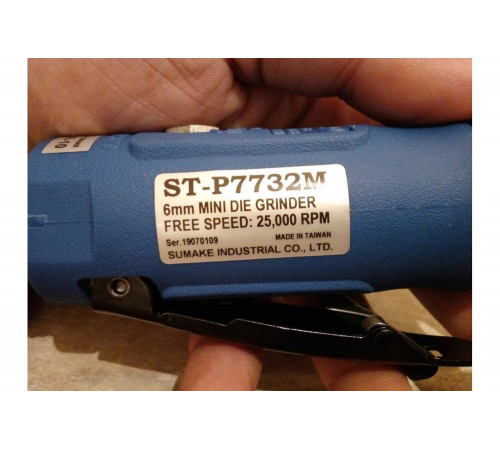 ST-P7732M
6mm MINI DIE GRINDER
FREE SPEED: 25,000 RPM
Ser.19070109 MADE IN TAIWAN
SUMAKE INDUSTRIAL CO., LTD.